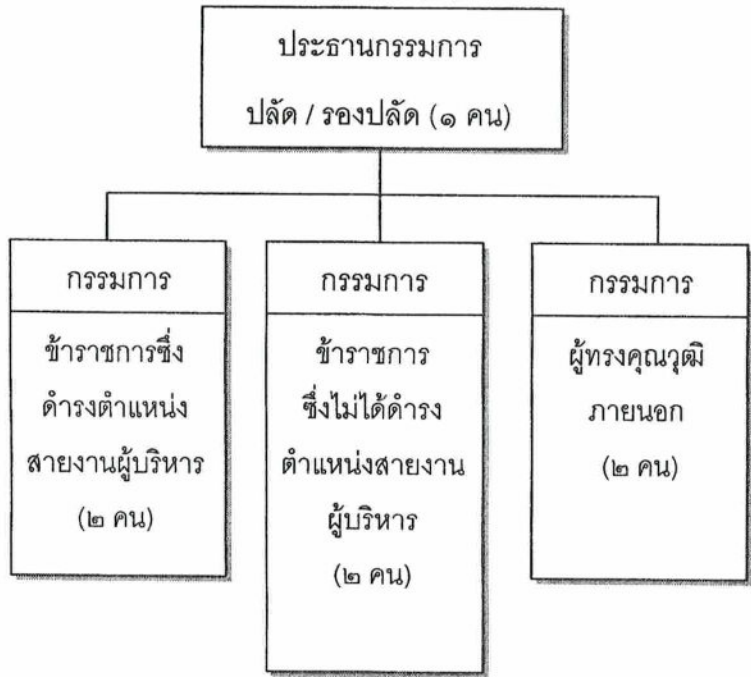 ประธานกรรมการ
ปลัด / รองปลัด (๑ คน)
กรรมการ
ข้าราชการซึ่ง
ดำรงตำแหน่ง
สายงานผู้บริหาร
(๒ คน)
กรรมการ
ข้าราชการ
ซึ่งไม่ได้ดำรง
ตำแหน่งสายงาน
ผู้บริหาร
(๒ คน)
กรรมการ
ผู้ทรงคุณวุฒิ
ภายนอก
(๒ คน)